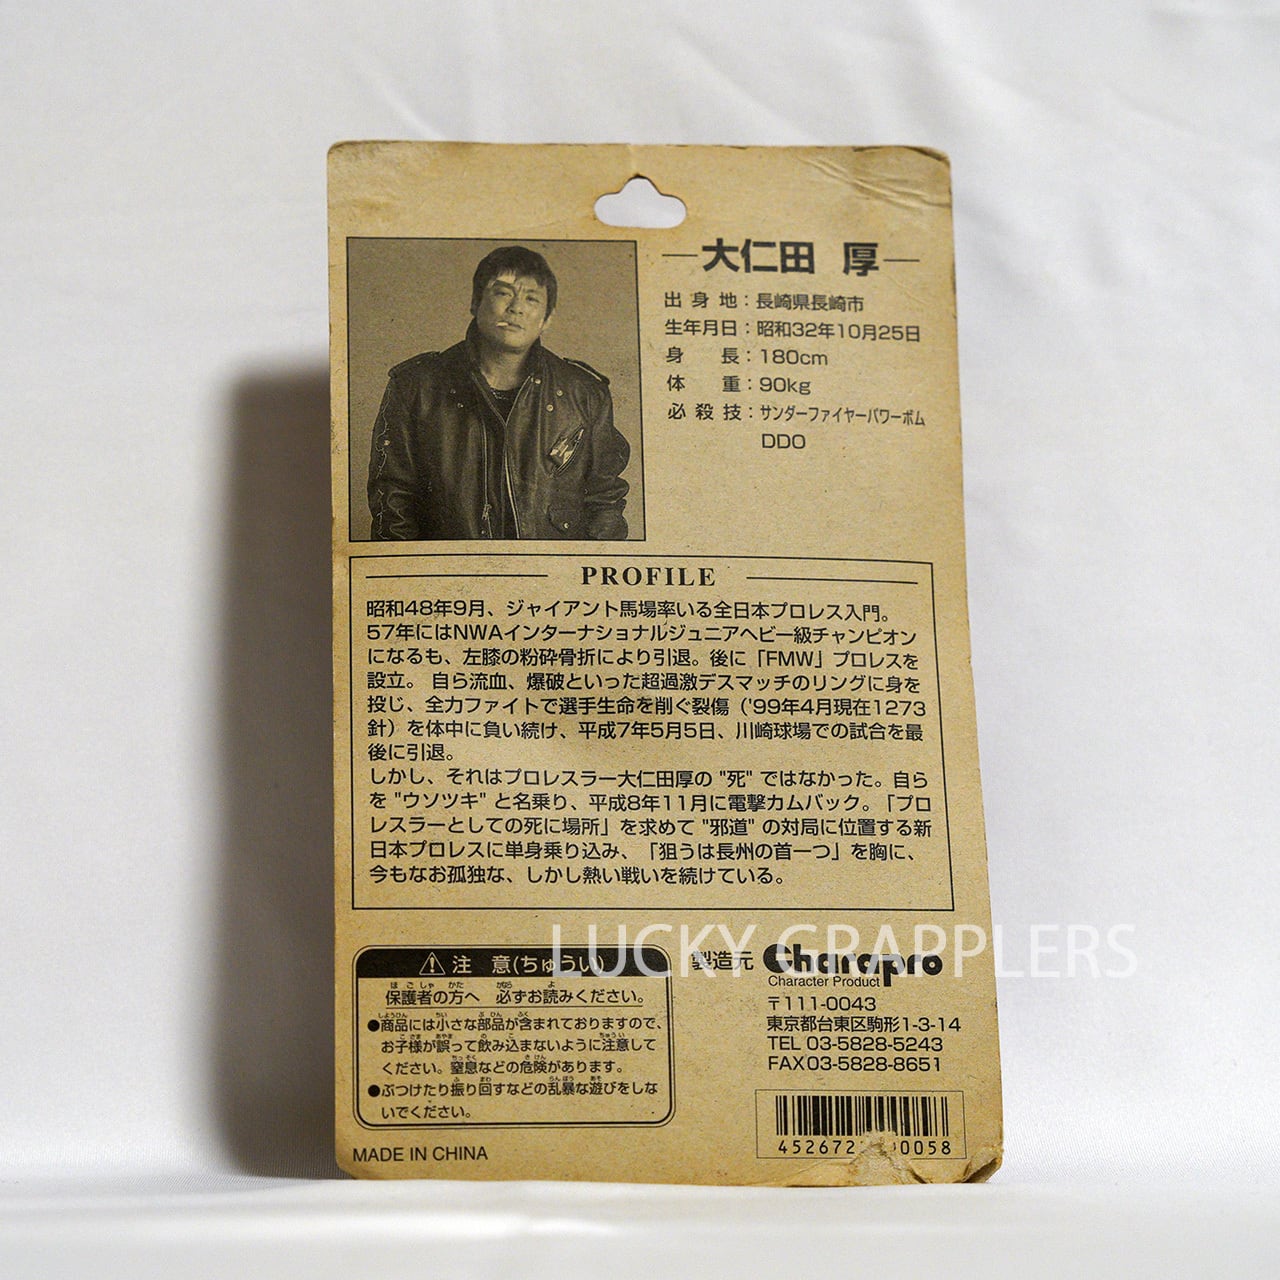 大仁田 厚
出身地：長崎県長崎市
生年月日：昭和32年10月25日
身長：180cm
体重：90kg
必殺技：サンダーファイヤーパワーボム
DDO
PROFILE
昭和48年9月、ジャイアント馬場率いる全日本プロレス入門。
57年にはNWAインターナショナルジュニアヘビー級チャンピオン
になるも、左膝の粉砕骨折により引退。後に「FMW」プロレスを
設立。 自ら流血、爆破といった超過激デスマッチのリングに身を
投じ、全力ファイトで選手生命を削ぐ裂傷（'99年4月現在1273
針）を体中に負い続け、平成7年5月5日、川崎球場での試合を最
後に引退。
しかし、それはプロレスラー大仁田厚の "死" ではなかった。自ら
を "ウソツキ" と名乗り、平成8年11月に電撃カムバック。「プロ
レスラーとしての死に場所」を求めて "邪道" の対局に位置する新
日本プロレスに単身乗り込み、「狙うは長州の首一つ」を胸に、
今もなお孤独な、しかし熱い戦いを続けている。
LUCKY GRAPPLERS
注 意(ちゅうい)
保護者の方へ 必ずお読みください。
●商品には小さな部品が含まれておりますので、
お子様が誤って飲み込まないように注意して
ください。窒息などの危険があります。
●ぶつけたり振り回すなどの乱暴な遊びをしな
いでください。
MADE IN CHINA
製造元 Charapro
Character Product
〒111-0043
東京都台東区駒形1-3-14
TEL 03-5828-5243
FAX03-5828-8651
452672 0058